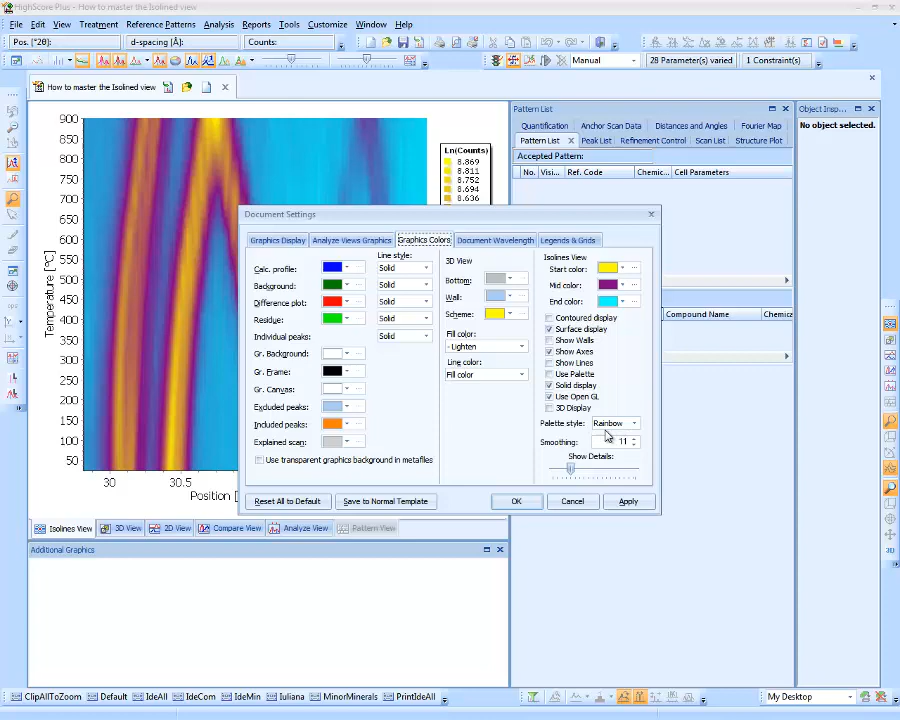 HighScore Plus - How to master the Isolined view
File Edit View Treatment Reference Patterns Analysis Reports Tools Customize Window Help
Pos. [°2θ]: d-spacing [Å]: Counts:
Manual 28 Parameter(s) varied 1 Constraint(s)
How to master the Isolined view
Pattern List
Object Insp...
Quantification Anchor Scan Data Distances and Angles Fourier Map
No object selected.
Pattern List Peak List Refinement Control Scan List Structure Plot
Accepted Pattern:
No. Visi... Ref. Code Chemic... Cell Parameters
900
850
800
750
700
650
600
550
500
450
400
350
300
250
200
150
100
50
Temperature [°C]
30 30.5
Position [°
Ln(Counts)
8.869
8.811
8.752
8.694
8.636
Document Settings
Graphics Display Analyze Views Graphics Graphics Colors Document Wavelength Legends & Grids
Line style:
Calc. profile: Solid
Background: Solid
Difference plot: Solid
Residue: Solid
Individual peaks: Solid
Gr. Background:
Gr. Frame:
Gr. Canvas:
Excluded peaks:
Included peaks:
Explained scan:
Use transparent graphics background in metafiles
3D View
Bottom:
Wall:
Scheme:
Fill color:
- Lighten
Line color:
Fill color
Isolines View
Start color:
Mid color:
End color:
Contoured display
Surface display
Show Walls
Show Axes
Show Lines
Use Palette
Solid display
Use Open GL
3D Display
Palette style: Rainbow
Smoothing: 11
Show Details:
Reset All to Default Save to Normal Template OK Cancel Apply
Compound Name Chemica
Isolines View 3D View 2D View Compare View Analyze View Pattern View
Additional Graphics
3D
ClipAllToZoom Default IdeAll IdeCom IdeMin Iuliana MinorMinerals PrintIdeAll
My Desktop